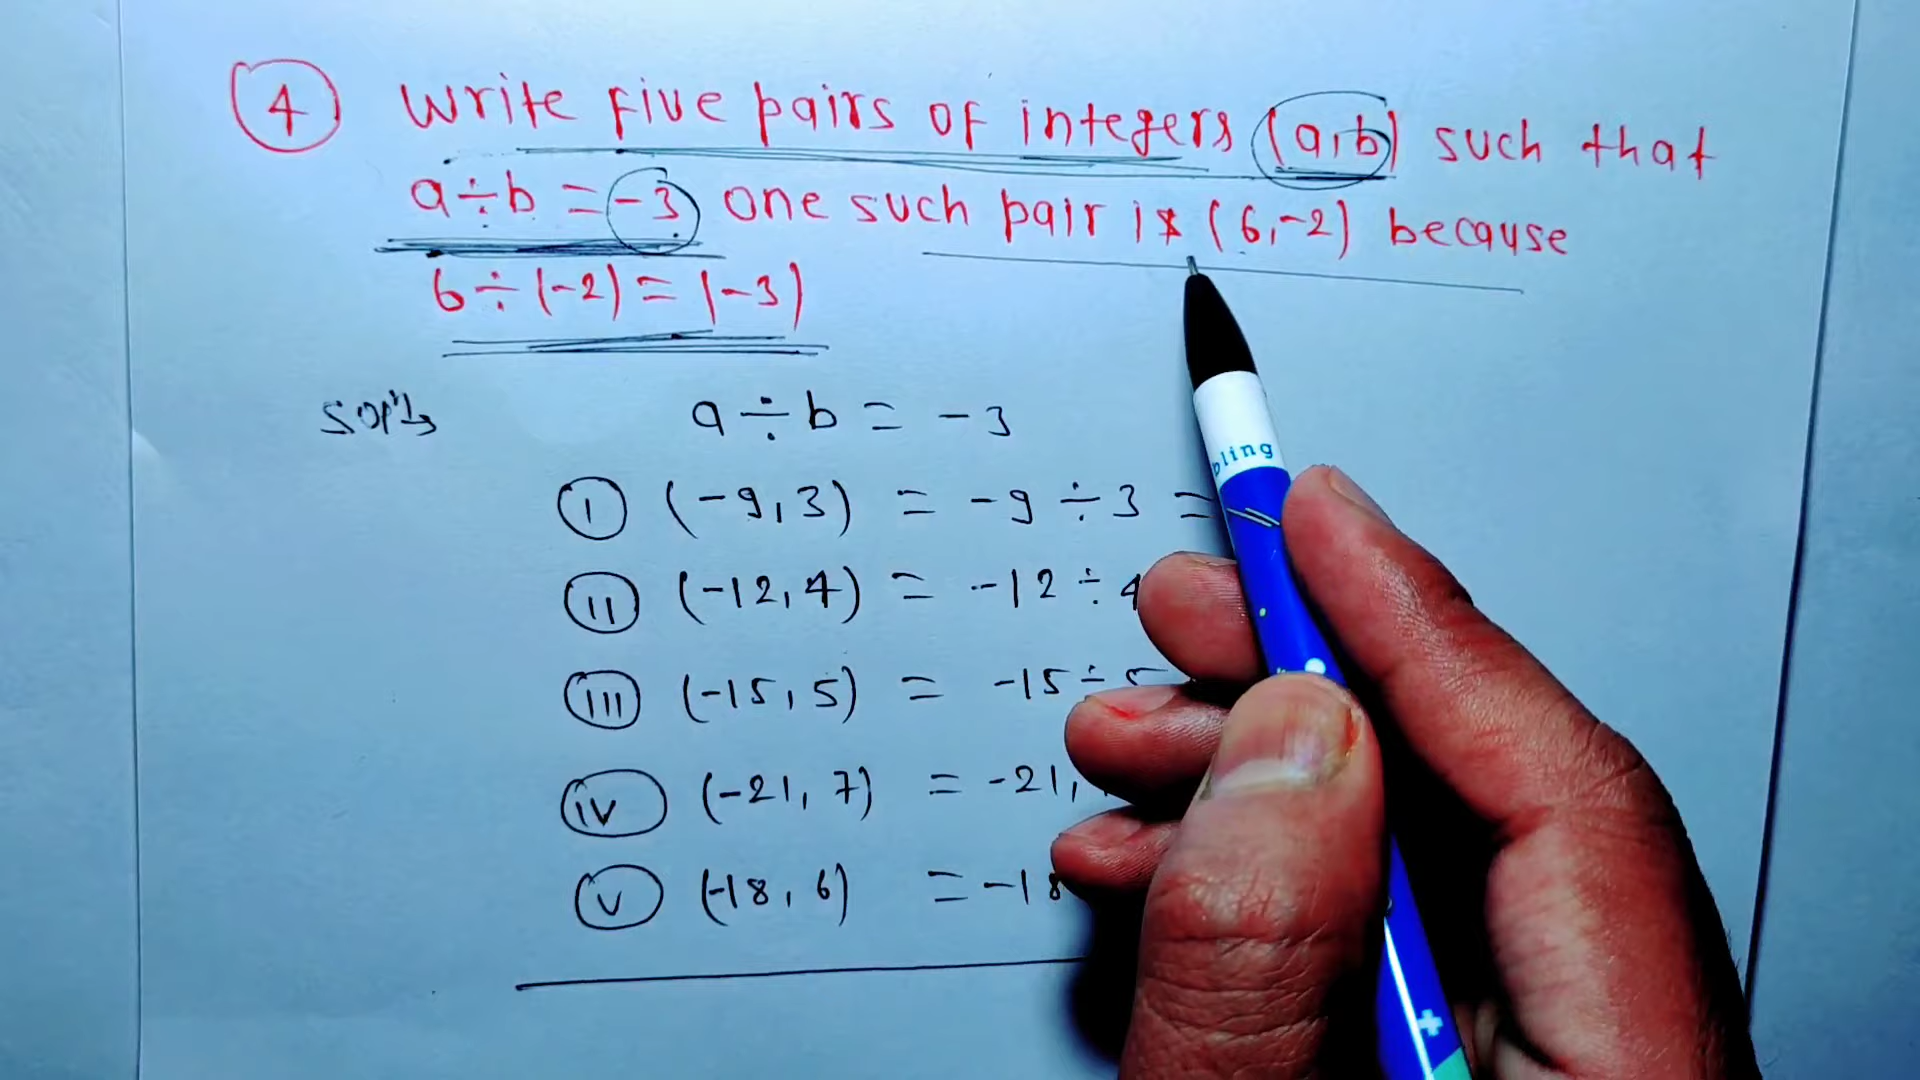 4 Write Five pairs of integers (a,b) such that
a÷b = -3 one such pair is (6,-2) because
6÷(-2) = (-3)
a÷b = -3
i (-9,3) = -9÷3 =
ii (-12,4) = -12÷4
iii (-15,5) = -15÷5
iv (-21,7) = -21
v (-18,6) = -18
bling